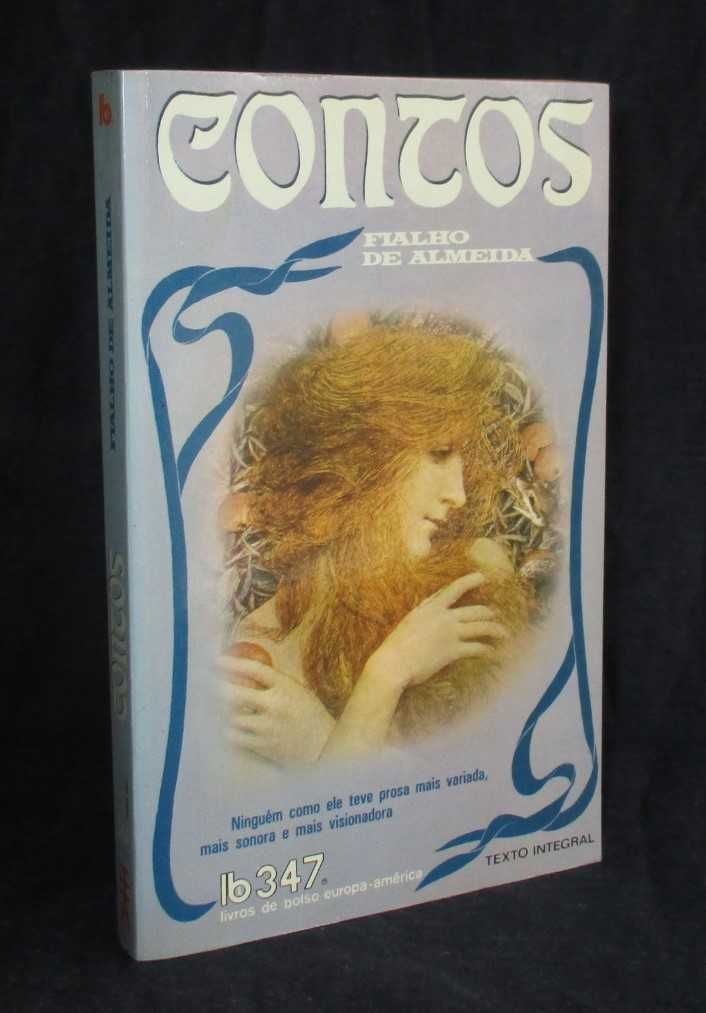 CONTOS
FIALHO
DE ALMEIDA
Ninguém como ele teve prosa mais variada,
mais sonora e mais visionadora
lb 347
livros de bolso europa-américa
TEXTO INTEGRAL
lb
FIALHO DE ALMEIDA
CONTOS
347